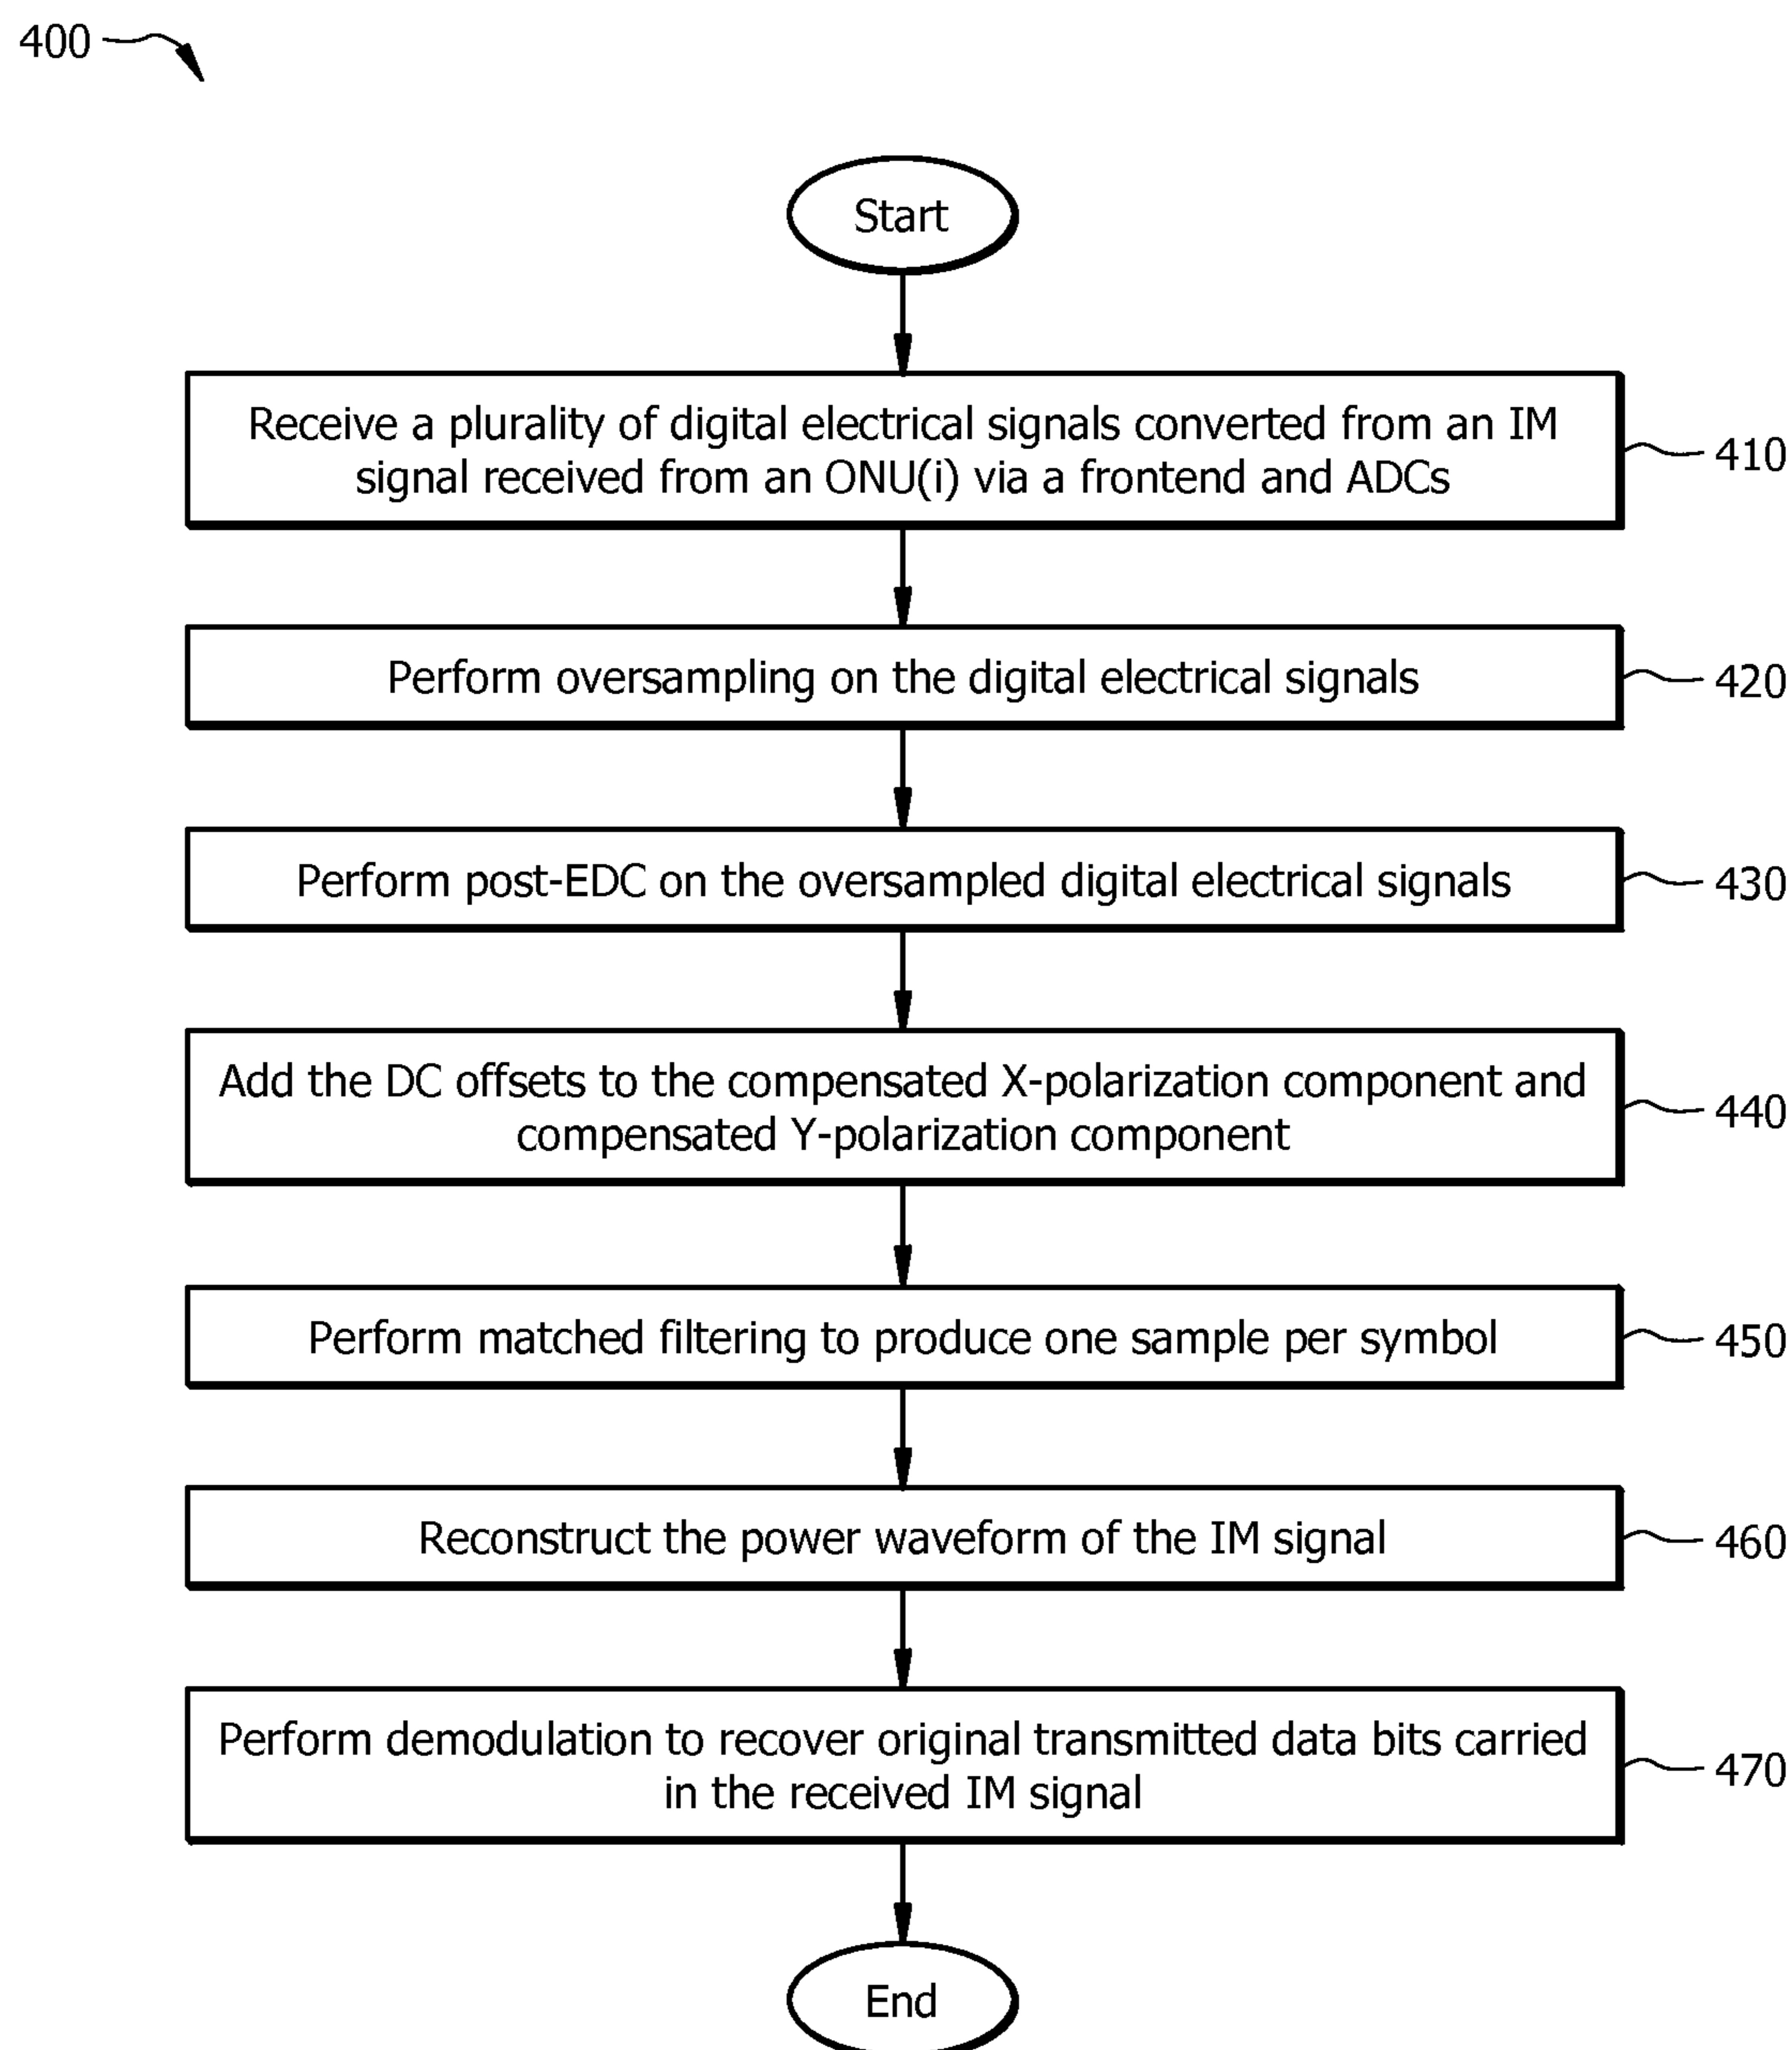 400
Start
Receive a plurality of digital electrical signals converted from an IM
signal received from an ONU(i) via a frontend and ADCs
410
Perform oversampling on the digital electrical signals
420
Perform post-EDC on the oversampled digital electrical signals
430
Add the DC offsets to the compensated X-polarization component and
compensated Y-polarization component
440
Perform matched filtering to produce one sample per symbol
450
Reconstruct the power waveform of the IM signal
460
Perform demodulation to recover original transmitted data bits carried
in the received IM signal
470
End